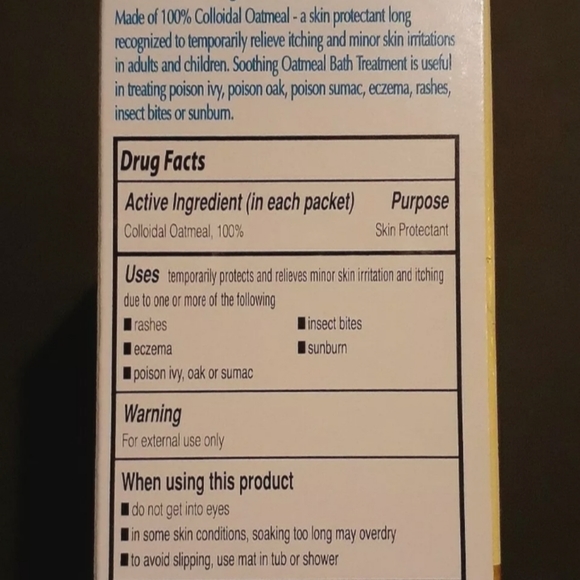 Made of 100% Colloidal Oatmeal - a skin protectant long
recognized to temporarily relieve itching and minor skin irritations
in adults and children. Soothing Oatmeal Bath Treatment is useful
in treating poison ivy, poison oak, poison sumac, eczema, rashes,
insect bites or sunburn.
Drug Facts
Active Ingredient (in each packet) Purpose
Colloidal Oatmeal, 100% Skin Protectant
Uses temporarily protects and relieves minor skin irritation and itching
due to one or more of the following
■ rashes ■ insect bites
■ eczema ■ sunburn
■ poison ivy, oak or sumac
Warning
For external use only
When using this product
■ do not get into eyes
■ in some skin conditions, soaking too long may overdry
■ to avoid slipping, use mat in tub or shower